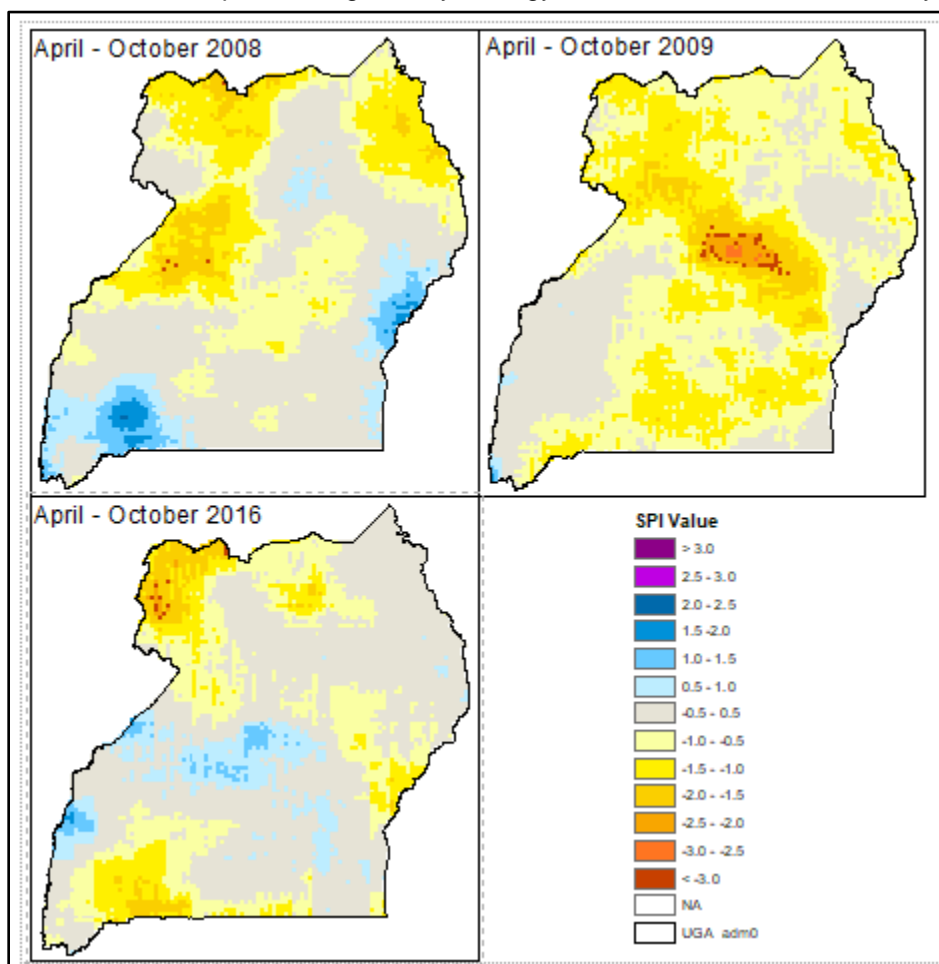 April - October 2008
April - October 2009
April - October 2016
SPI Value
> 3.0
2.5 - 3.0
2.0 - 2.5
1.5 -2.0
1.0 - 1.5
0.5 - 1.0
-0.5 - 0.5
-1.0 - -0.5
-1.5 - -1.0
-2.0 - -1.5
-2.5 - -2.0
-3.0 - -2.5
< -3.0
NA
UGA adm0